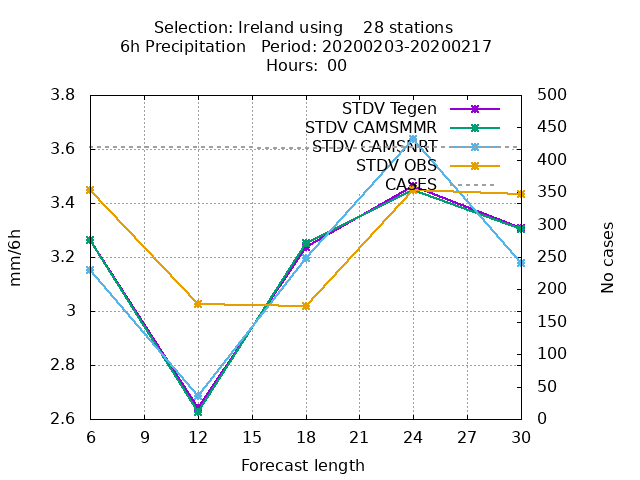 Selection: Ireland using    28 stations
6h Precipitation   Period: 20200203-20200217
Hours:  00
3.8
3.6
3.4
3.2
3
2.8
2.6
mm/6h
500
450
400
350
300
250
200
150
100
50
0
No cases
STDV Tegen
STDV CAMSMMR
STDV CAMSNRT
STDV OBS
CASES
6 9 12 15 18 21 24 27 30
Forecast length